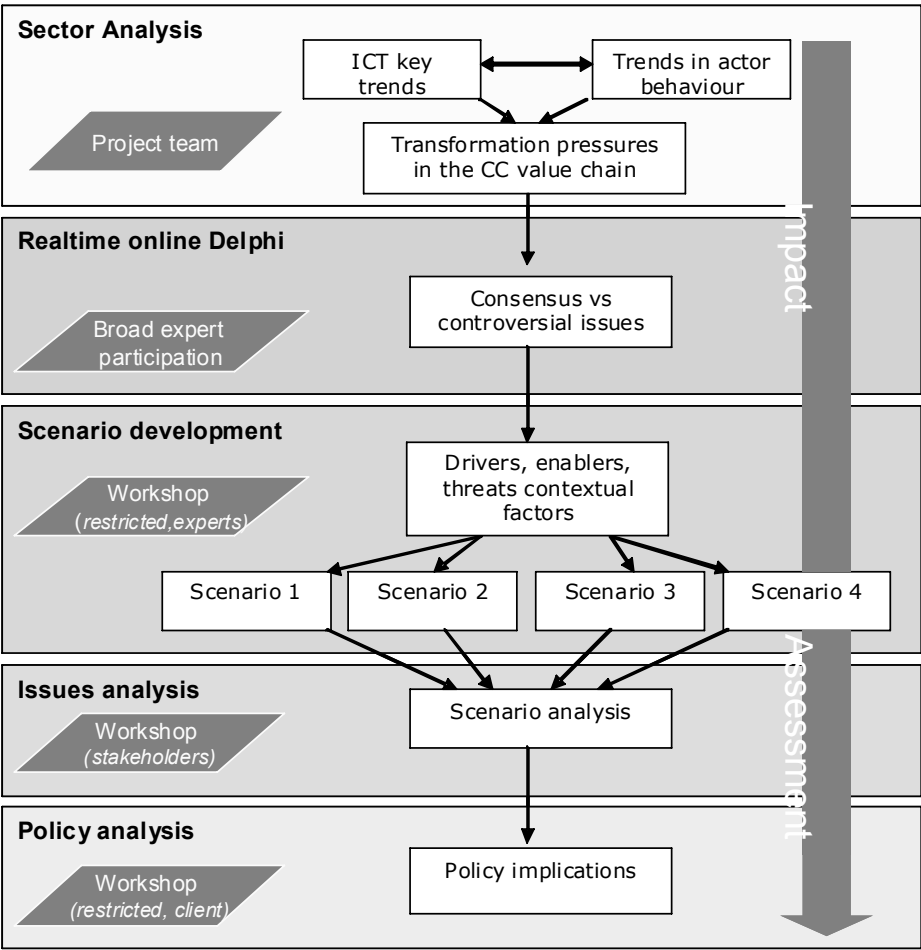 Sector Analysis
ICT key
trends
Trends in actor
behaviour
Project team
Transformation pressures
in the CC value chain
Realtime online Delphi
Consensus vs
controversial issues
Broad expert
participation
Scenario development
Drivers, enablers,
threats contextual
factors
Workshop
(restricted,experts)
Scenario 1
Scenario 2
Scenario 3
Scenario 4
Issues analysis
Scenario analysis
Workshop
(stakeholders)
Policy analysis
Policy implications
Workshop
(restricted, client)
Impact
Assessment